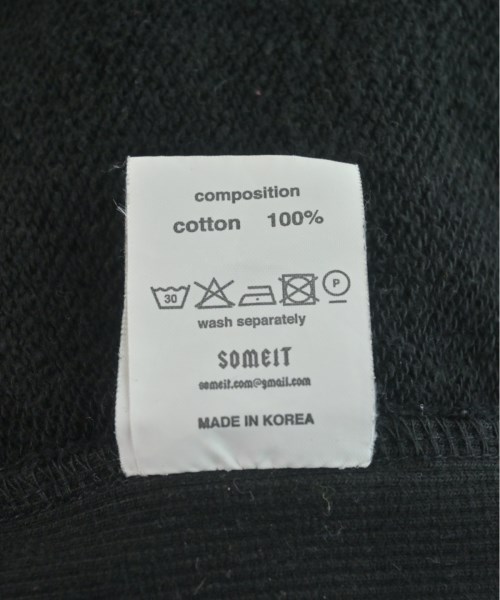 composition
cotton 100%
30 P
wash separately
SOMEIT
someit.com@gmail.com
MADE IN KOREA